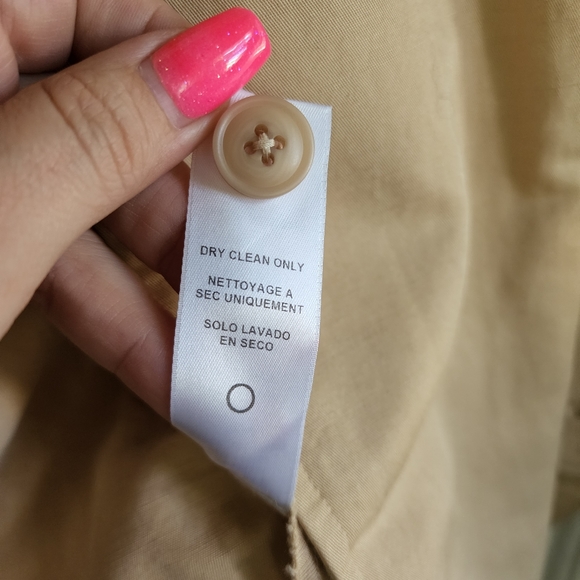 DRY CLEAN ONLY
NETTOYAGE A
SEC UNIQUEMENT
SOLO LAVADO
EN SECO